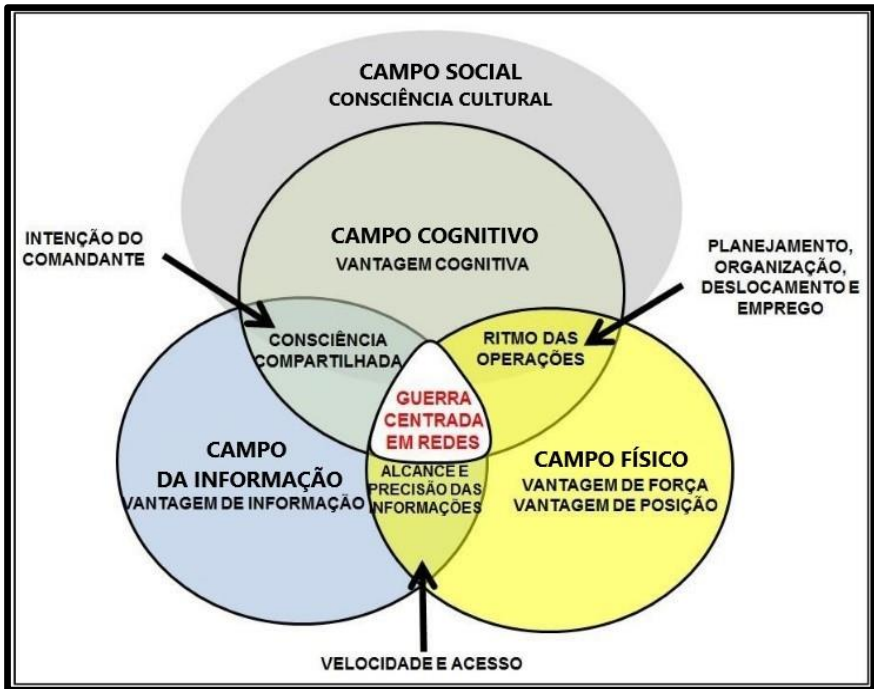 CAMPO SOCIAL
CONSCIÊNCIA CULTURAL
INTENÇÃO DO
COMANDANTE
CAMPO COGNITIVO
VANTAGEM COGNITIVA
PLANEJAMENTO,
ORGANIZAÇÃO,
DESLOCAMENTO E
EMPREGO
CONSCIÊNCIA
COMPARTILHADA
RITMO DAS
OPERAÇÕES
GUERRA
CENTRADA
EM REDES
CAMPO
DA INFORMAÇÃO
VANTAGEM DE INFORMAÇÃO
ALCANCE E
PRECISÃO DAS
INFORMAÇÕES
CAMPO FÍSICO
VANTAGEM DE FORÇA
VANTAGEM DE POSIÇÃO
VELOCIDADE E ACESSO